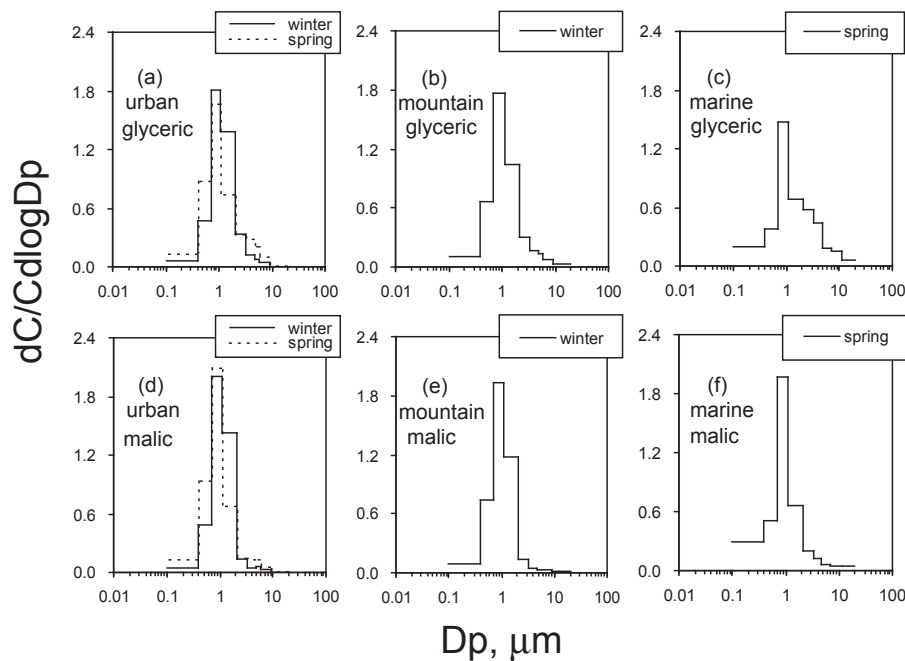 dC/CdlogDp
winter
spring
(a)
urban
glyceric
2.4
1.8
1.2
0.6
0.0
0.01 0.1 1 10 100
winter
(b)
mountain
glyceric
2.4
1.8
1.2
0.6
0.0
0.01 0.1 1 10 100
spring
(c)
marine
glyceric
2.4
1.8
1.2
0.6
0.0
0.01 0.1 1 10 100
winter
spring
(d)
urban
malic
2.4
1.8
1.2
0.6
0.0
0.01 0.1 1 10 100
winter
(e)
mountain
malic
2.4
1.8
1.2
0.6
0.0
0.01 0.1 1 10 100
spring
(f)
marine
malic
2.4
1.8
1.2
0.6
0.0
0.01 0.1 1 10 100
Dp, μm